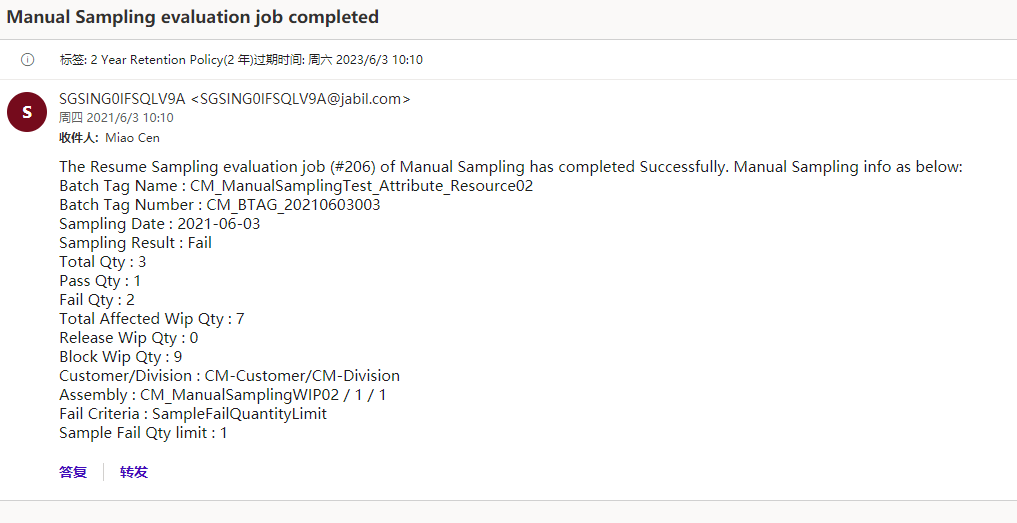 Manual Sampling evaluation job completed
标签: 2 Year Retention Policy(2 年)过期时间: 周六 2023/6/3 10:10
S
SGSING0IFSQLV9A <SGSING0IFSQLV9A@jabil.com>
周四 2021/6/3 10:10
收件人: Miao Cen
The Resume Sampling evaluation job (#206) of Manual Sampling has completed Successfully. Manual Sampling info as below:
Batch Tag Name : CM_ManualSamplingTest_Attribute_Resource02
Batch Tag Number : CM_BTAG_20210603003
Sampling Date : 2021-06-03
Sampling Result : Fail
Total Qty : 3
Pass Qty : 1
Fail Qty : 2
Total Affected Wip Qty : 7
Release Wip Qty : 0
Block Wip Qty : 9
Customer/Division : CM-Customer/CM-Division
Assembly : CM_ManualSamplingWIP02 / 1 / 1
Fail Criteria : SampleFailQuantityLimit
Sample Fail Qty limit : 1
答复 转发